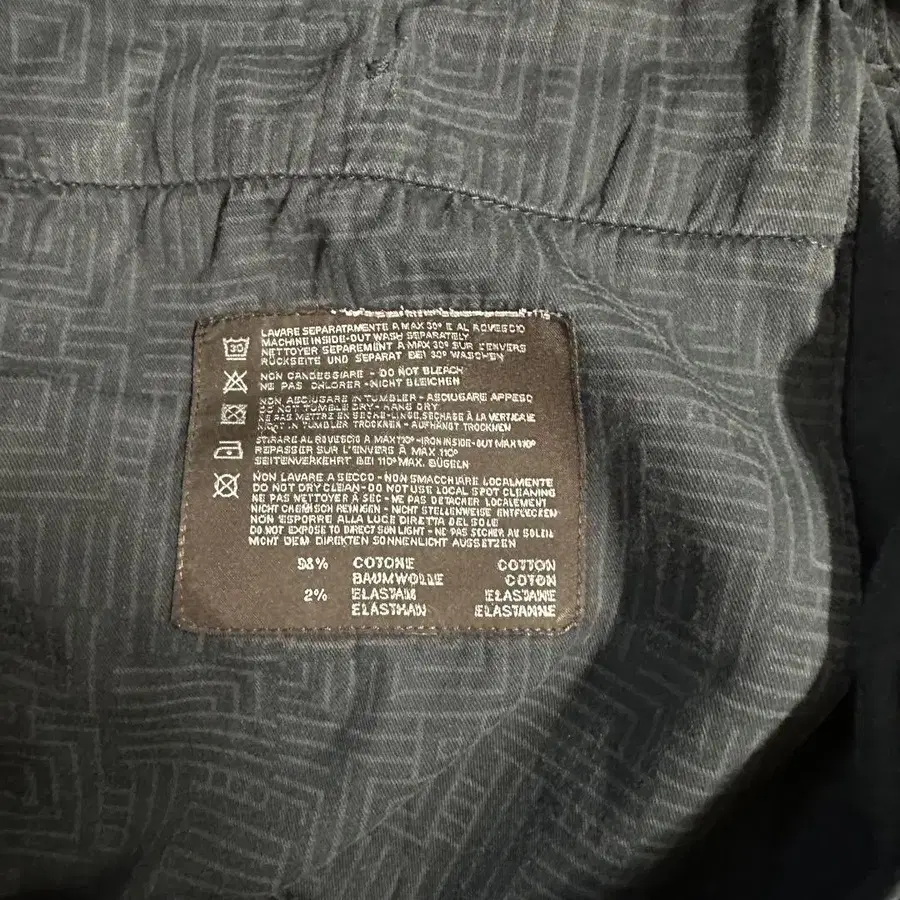 30
LAVARE SEPARATAMENTE A MAX 30° E AL ROVESCIO
MACHINE INSIDE-OUT WASH SEPARATELY
NETTOYER SEPAREMENT A MAX 30° SUR L'ENVERS
RÜCKSEITE UND SEPARAT BEI 30° WASCHEN
NON CANDEGGIARE - DO NOT BLEACH
NE PAS CHLORER - NICHT BLEICHEN
NON ASCIUGARE IN TUMBLER - ASCIUGARE APPESO
DO NOT TUMBLE DRY - HANG DRY
NE PAS METTRE EN SECHE-LINGE, SECHAGE À LA VERTICALE
NICHT IN TUMBLER TROCKNEN - AUFHÄNGT TROCKNEN
STIRARE AL ROVESCIO A MAX 110° - IRON INSIDE-OUT MAX 110°
REPASSER SUR L'ENVERS À MAX 110°
SEITENVERKEHRT BEI 110° MAX. BÜGELN
NON LAVARE A SECCO - NON SMACCHIARE LOCALMENTE
DO NOT DRY CLEAN - DO NOT USE LOCAL SPOT CLEANING
NE PAS NETTOYER À SEC - NE PAS DETACHER LOCALEMENT
NICHT CHEMISCH REINIGEN - NICHT STELLENWEISE ENTFLECKEN
NON ESPORRE ALLA LUCE DIRETTA DEL SOLE
DO NOT EXPOSE TO DIRECT SUN LIGHT - NE PAS SECHER AU SOLEIL
NICHT DEM DIREKTEN SONNENLICHT AUSSETZEN
98% COTONE COTTON
BAUMWOLLE COTON
2% ELASTAN ELASTANE
ELASTHAN ELASTANNE